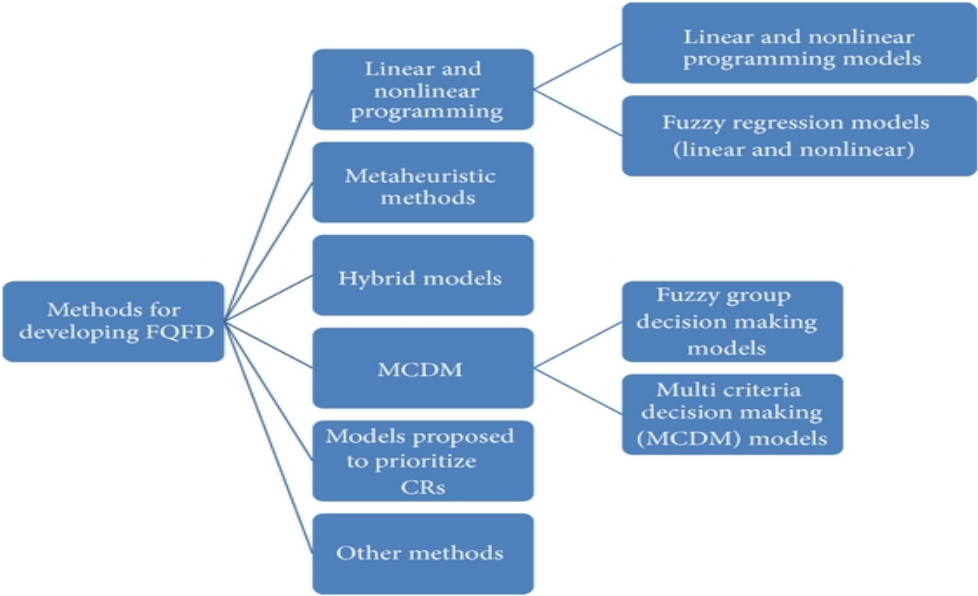 Methods for
developing FQFD
Linear and
nonlinear
programming
Linear and nonlinear
programming models
Fuzzy regression models
(linear and nonlinear)
Metaheuristic
methods
Hybrid models
MCDM
Fuzzy group
decision making
models
Multi criteria
decision making
(MCDM) models
Models proposed
to prioritize
CRs
Other methods